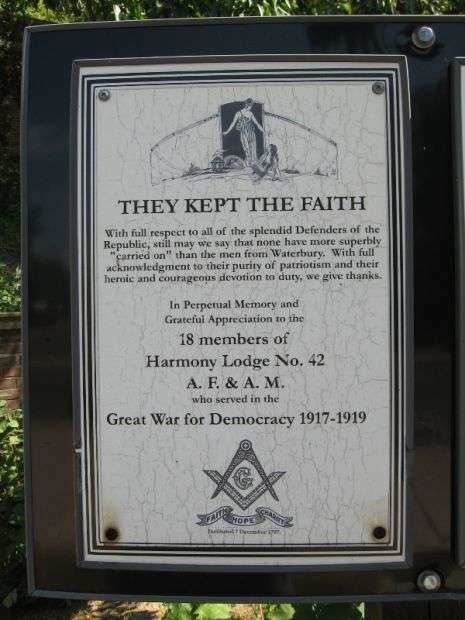 THEY KEPT THE FAITH
With full respect to all of the splendid Defenders of the
Republic, still may we say that none have more superbly
"carried on" than the men from Waterbury. With full
acknowledgment to their purity of patriotism and their
heroic and courageous devotion to duty, we give thanks.
In Perpetual Memory and
Grateful Appreciation to the
18 members of
Harmony Lodge No. 42
A. F. & A. M.
who served in the
Great War for Democracy 1917-1919
G
FAITH HOPE CHARITY
Instituted 7 December 1797